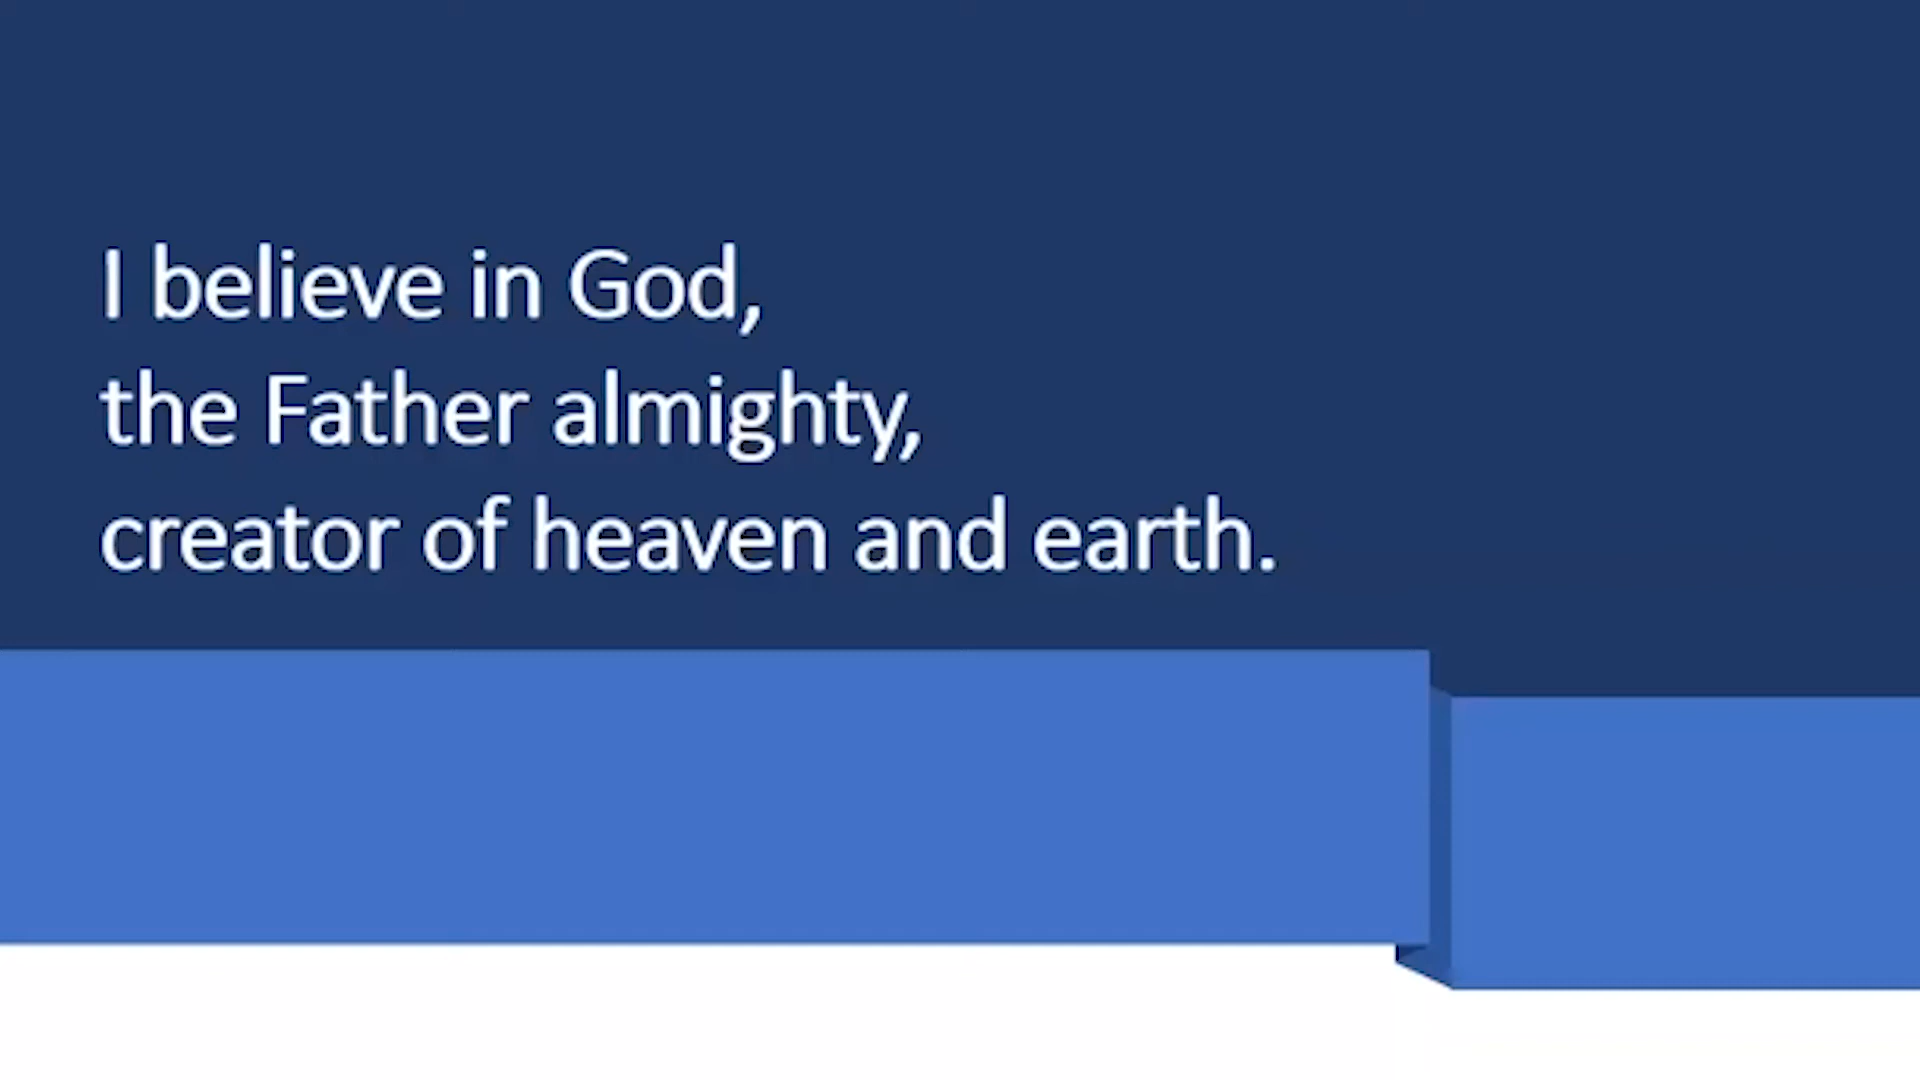 I believe in God,
the Father almighty,
creator of heaven and earth.